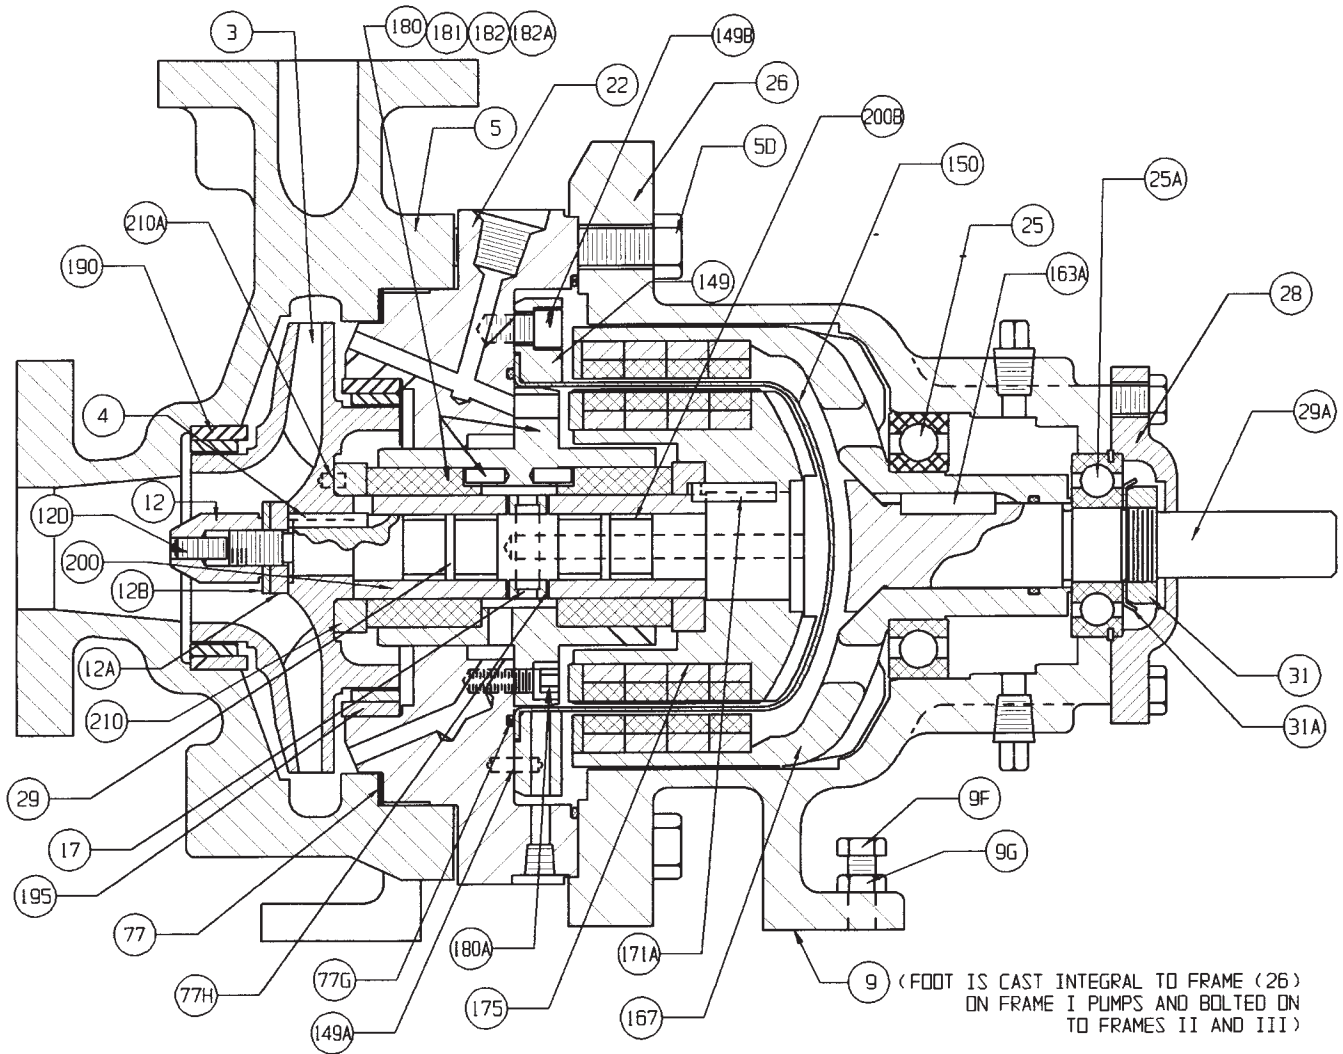 3
180
181
182
182A
149B
22
26
5
200B
5D
150
25A
210A
25
190
149
163A
28
4
29A
12
12D
200
12B
12A
31
210
31A
29
9F
17
9G
195
77
180A
171A
77G
77H
175
167
149A
9 (FOOT IS CAST INTEGRAL TO FRAME (26)
ON FRAME I PUMPS AND BOLTED ON
TO FRAMES II AND III)